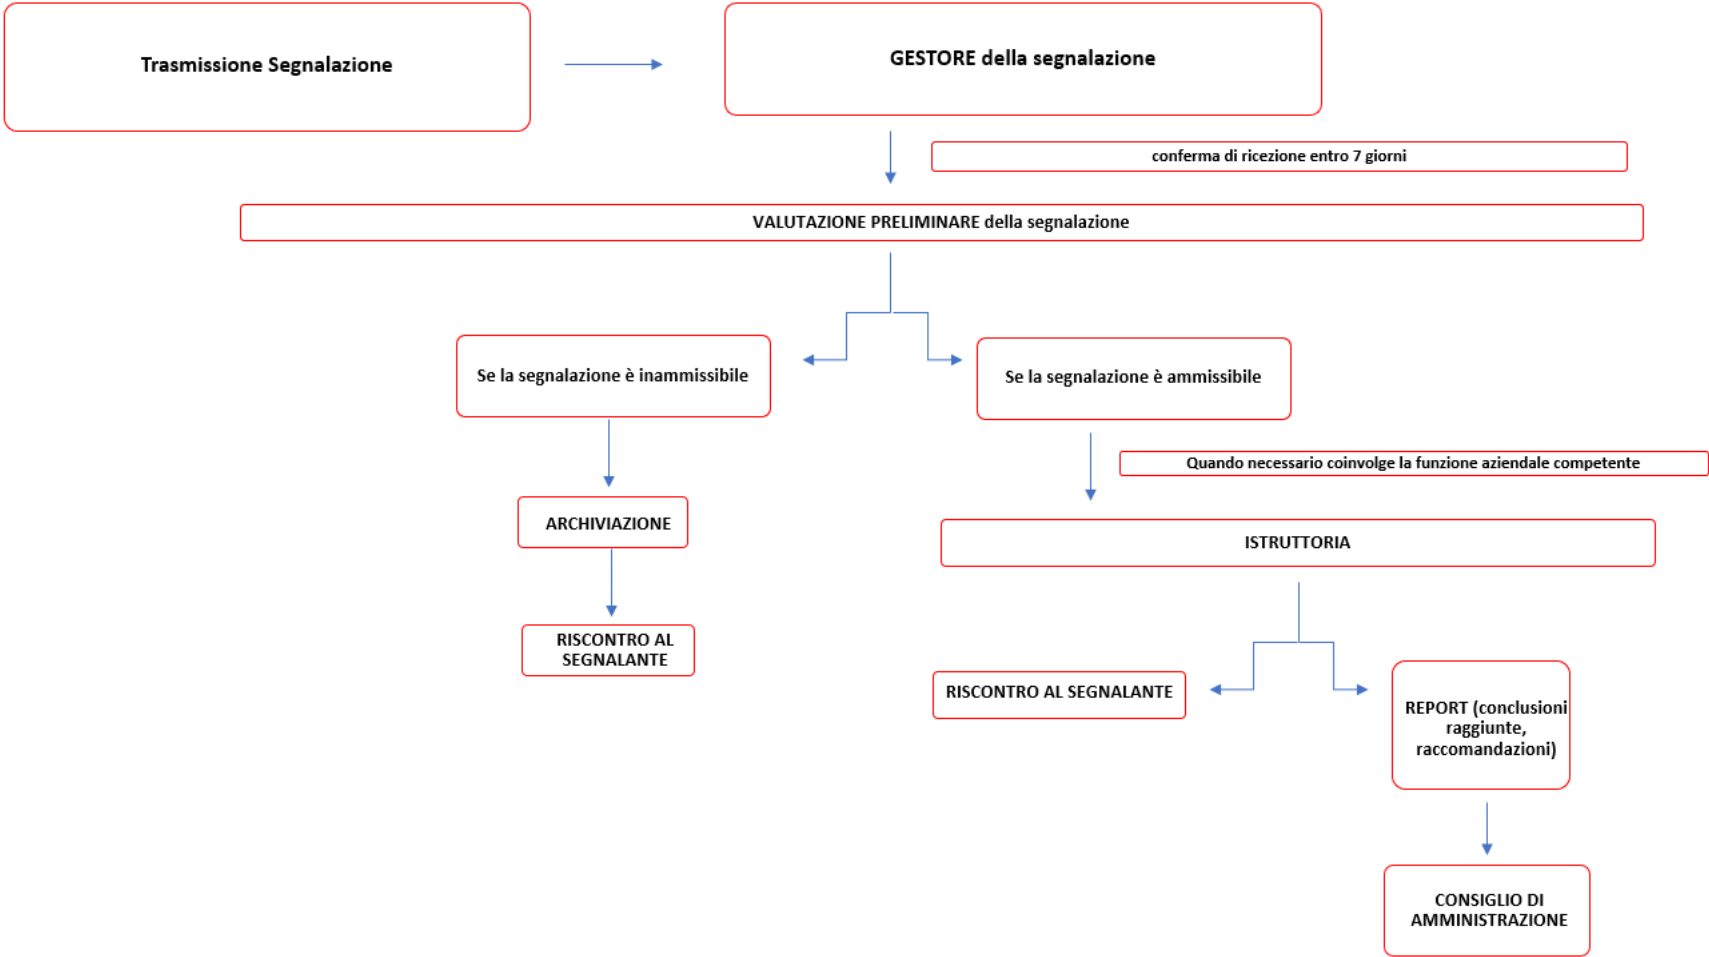 Trasmissione Segnalazione
GESTORE della segnalazione
conferma di ricezione entro 7 giorni
VALUTAZIONE PRELIMINARE della segnalazione
Se la segnalazione è inammissibile
Se la segnalazione è ammissibile
Quando necessario coinvolge la funzione aziendale competente
ARCHIVIAZIONE
ISTRUTTORIA
RISCONTRO AL
SEGNALANTE
RISCONTRO AL SEGNALANTE
REPORT (conclusioni
raggiunte,
raccomandazioni)
CONSIGLIO DI
AMMINISTRAZIONE